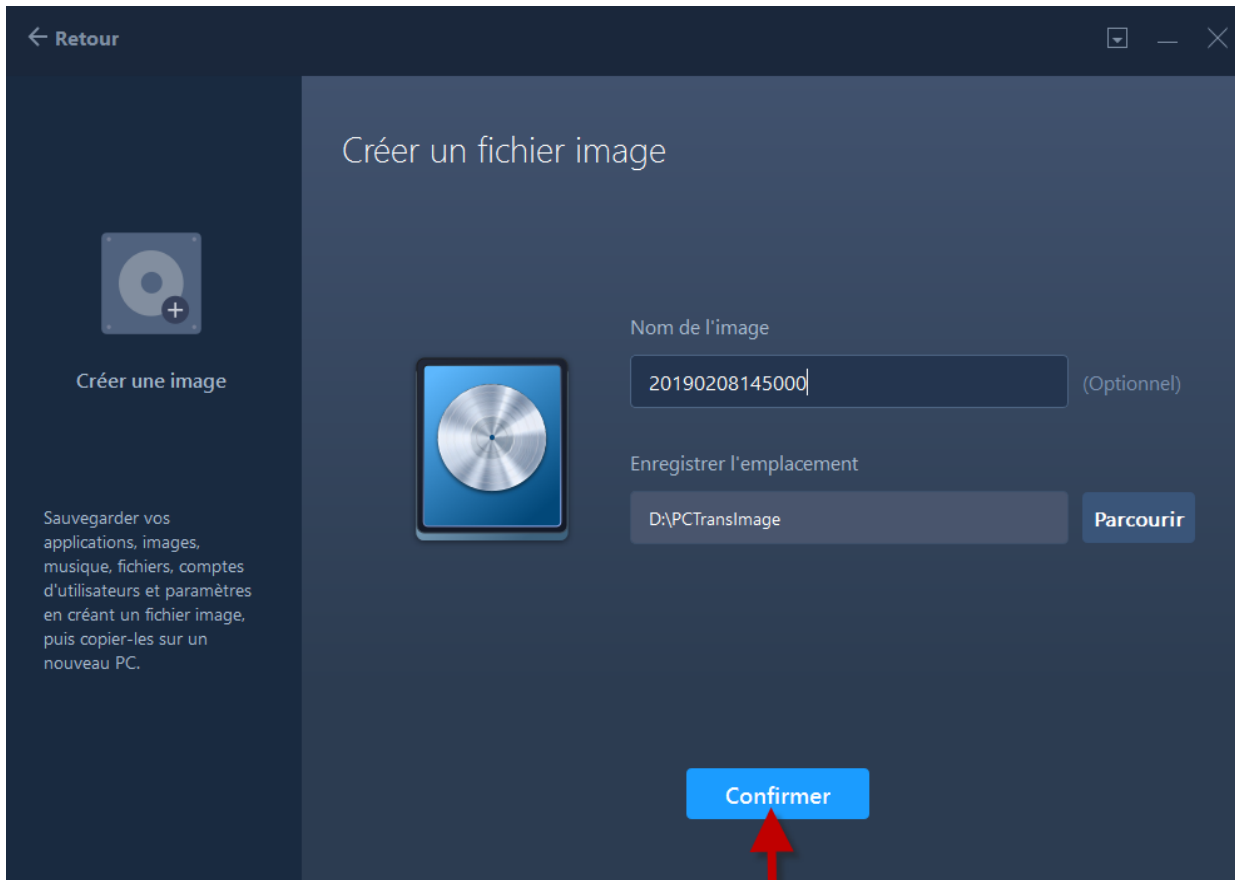 Retour
Créer un fichier image
Créer une image
Sauvegarder vos
applications, images,
musique, fichiers, comptes
d'utilisateurs et paramètres
en créant un fichier image,
puis copier-les sur un
nouveau PC.
Nom de l'image
20190208145000 (Optionnel)
Enregistrer l'emplacement
D:\PCTransImage Parcourir
Confirmer